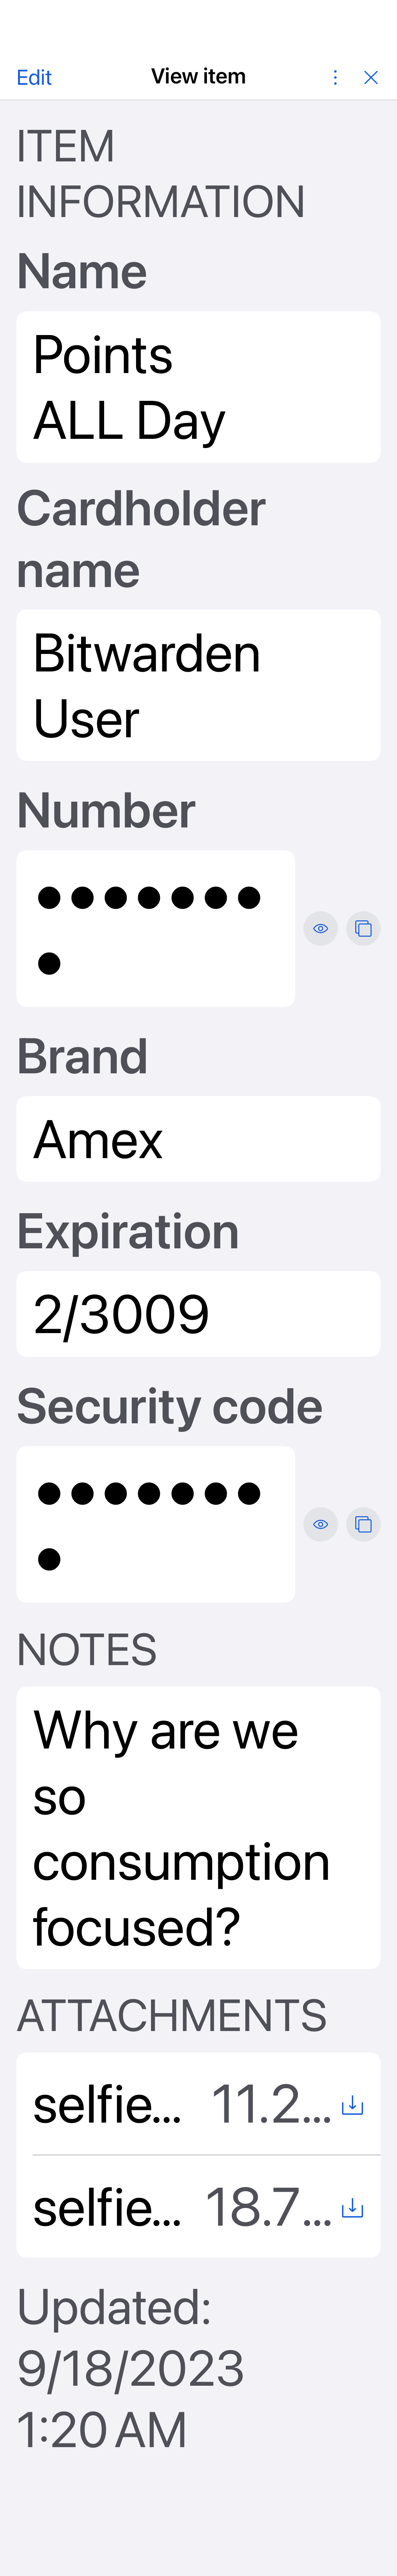 Edit View item
ITEM
INFORMATION
Name
Points
ALL Day
Cardholder
name
Bitwarden
User
Number
●●●●●●●
●
Brand
Amex
Expiration
2/3009
Security code
●●●●●●●
●
NOTES
Why are we
so
consumption
focused?
ATTACHMENTS
selfie... 11.2...
selfie... 18.7...
Updated:
9/18/2023
1:20 AM